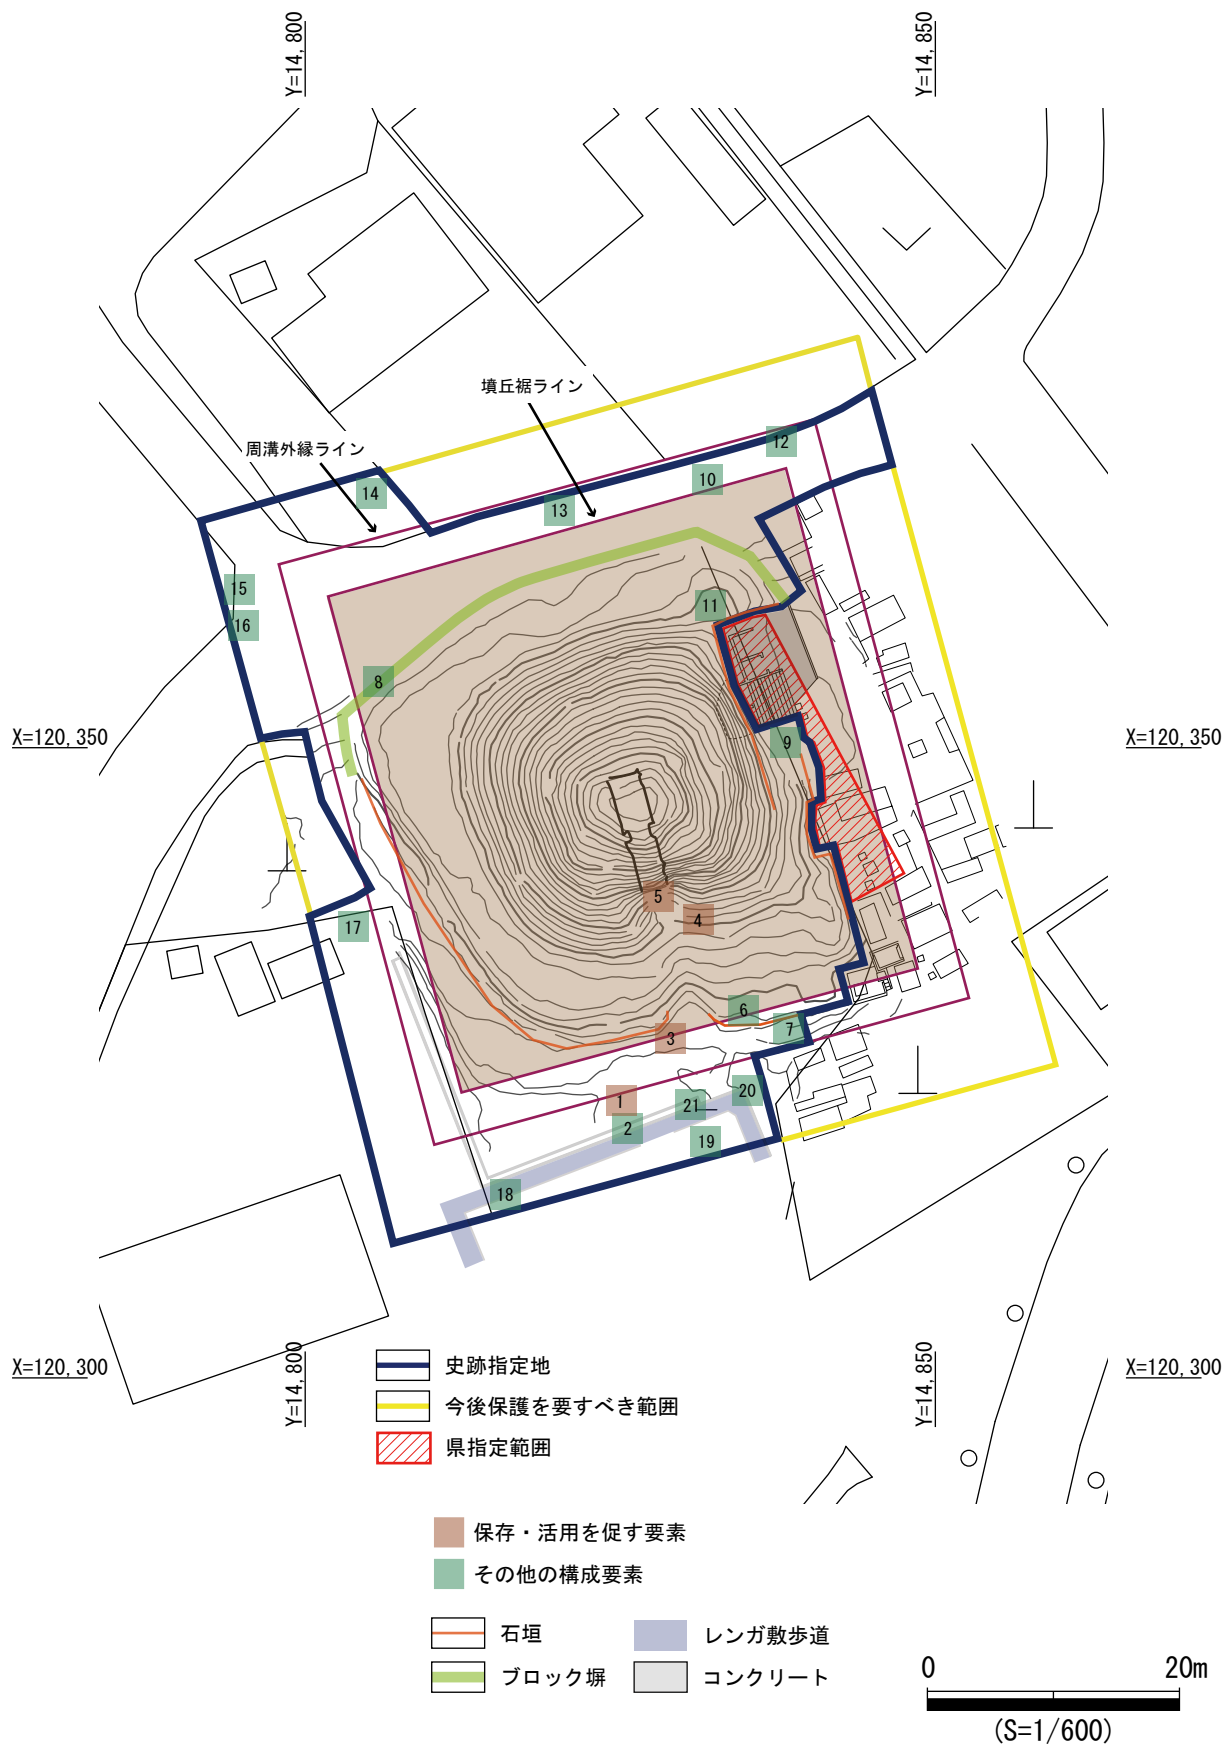 Y=14,800
Y=14,850
墳丘裾ライン
周溝外縁ライン
12
10
14
13
15
11
16
8
X=120,350
X=120,350
9
5
4
17
6
7
3
20
1
21
2
19
18
X=120,300
Y=14,800
Y=14,850
X=120,300
史跡指定地
今後保護を要すべき範囲
県指定範囲
保存・活用を促す要素
その他の構成要素
石垣
レンガ敷歩道
ブロック塀
コンクリート
0
20m
(S=1/600)